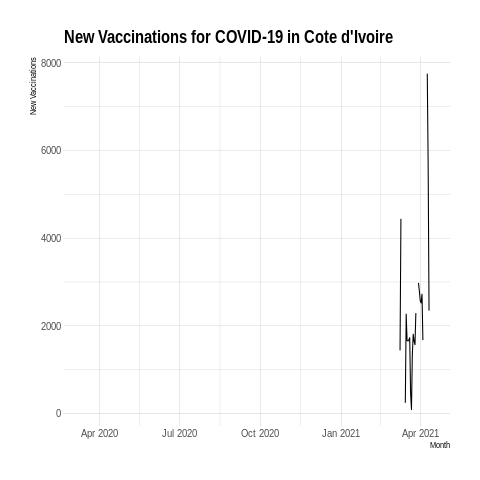 New Vaccinations for COVID-19 in Cote d'Ivoire
New Vaccinations
8000
6000
4000
2000
0
Apr 2020 Jul 2020 Oct 2020 Jan 2021 Apr 2021
Month